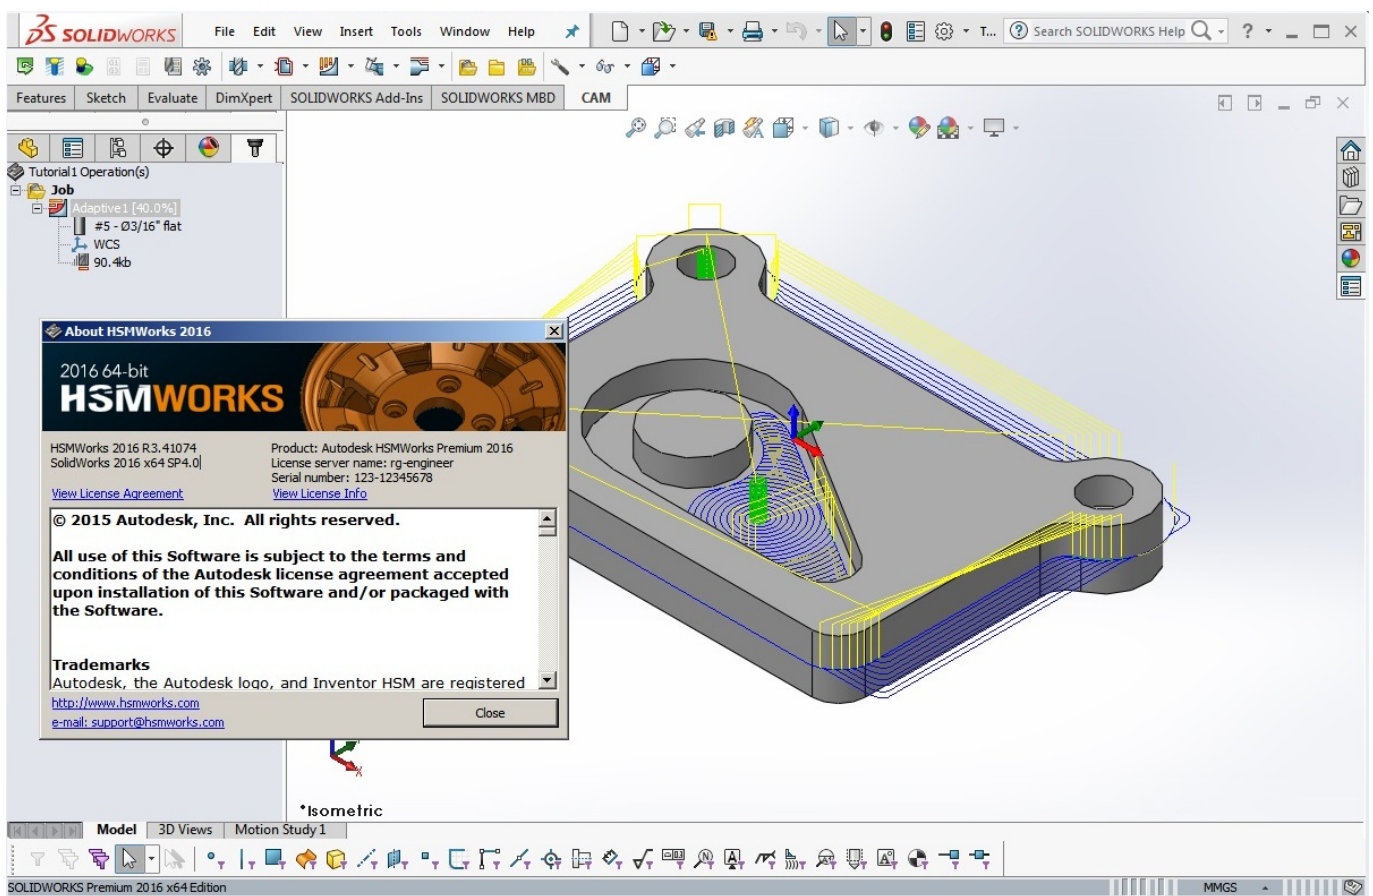 SOLIDWORKS File Edit View Insert Tools Window Help T... Search SOLIDWORKS Help ?
Features Sketch Evaluate DimXpert SOLIDWORKS Add-Ins SOLIDWORKS MBD CAM
Tutorial1 Operation(s)
Job
Adaptive1 [40.0%]
#5 - Ø3/16" flat
WCS
90.4kb
About HSMWorks 2016
2016 64-bit
HSMWORKS
HSMWorks 2016 R3.41074
SolidWorks 2016 x64 SP4.0
View License Agreement
Product: Autodesk HSMWorks Premium 2016
License server name: rg-engineer
Serial number: 123-12345678
View License Info
© 2015 Autodesk, Inc. All rights reserved.
All use of this Software is subject to the terms and
conditions of the Autodesk license agreement accepted
upon installation of this Software and/or packaged with
the Software.
Trademarks
Autodesk, the Autodesk logo, and Inventor HSM are registered
http://www.hsmworks.com
e-mail: support@hsmworks.com
Close
X
*Isometric
Model 3D Views Motion Study 1
SOLIDWORKS Premium 2016 x64 Edition MMGS